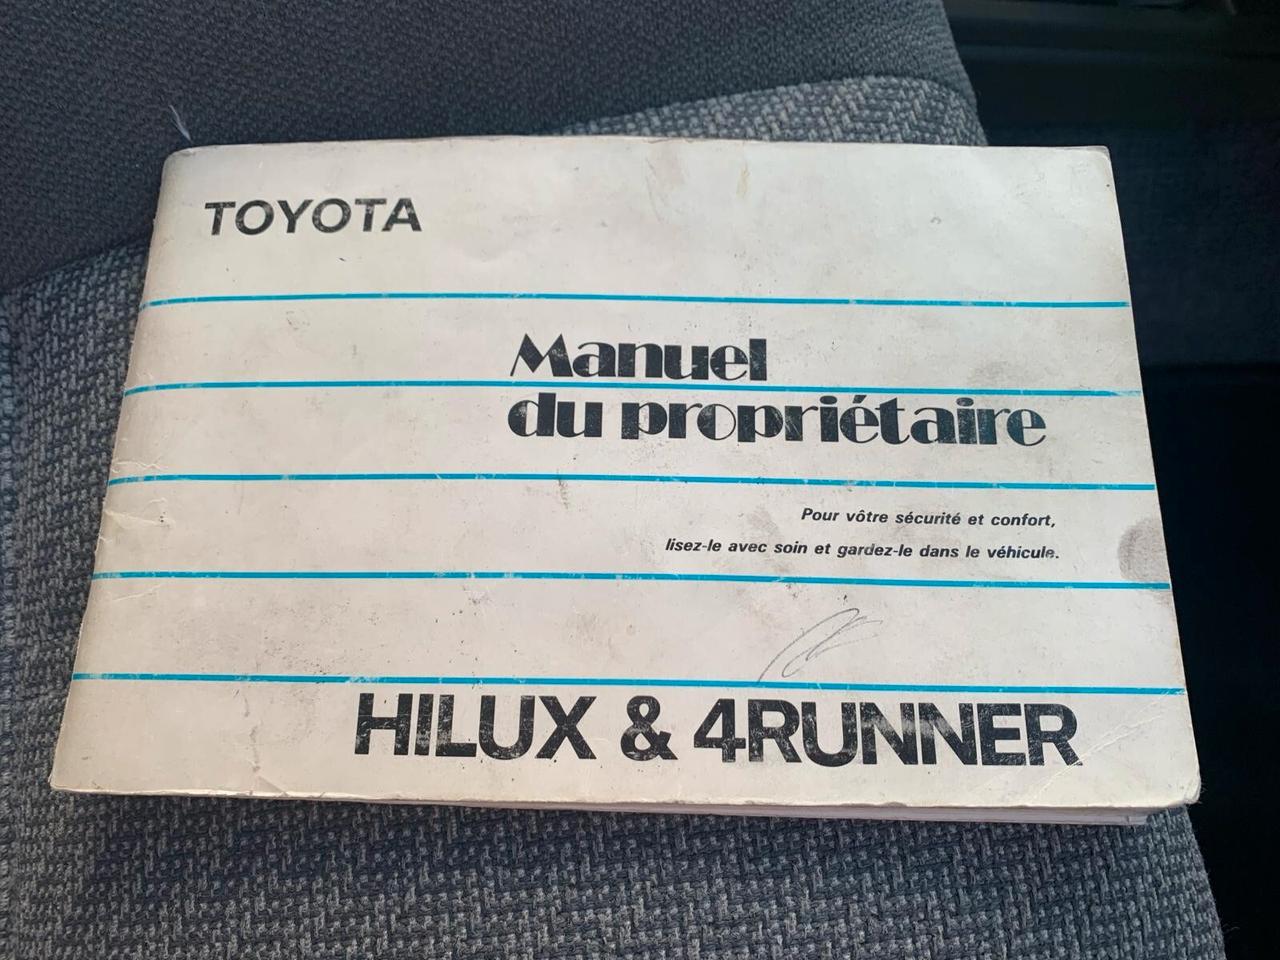 TOYOTA
Manuel
du propriétaire
Pour vôtre sécurité et confort,
lisez-le avec soin et gardez-le dans le véhicule.
HILUX & 4RUNNER